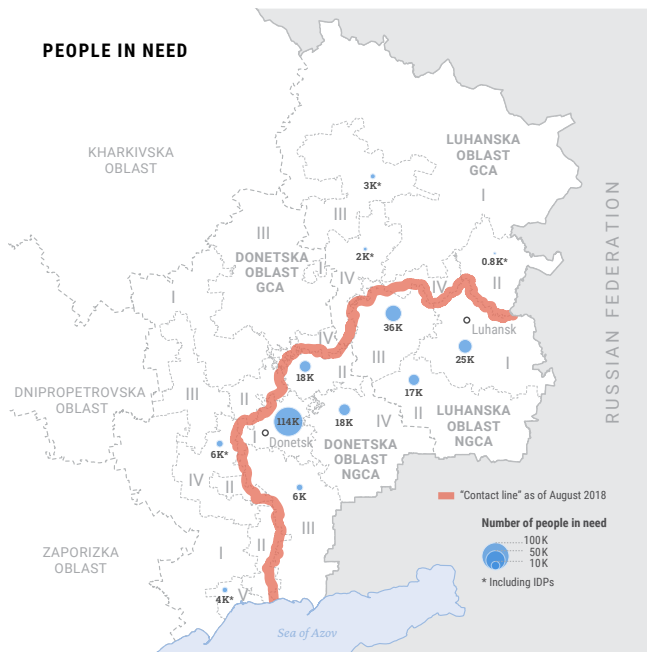 PEOPLE IN NEED
KHARKIVSKA
OBLAST
LUHANSKA
OBLAST
GCA
I
3K*
III
III
DONETSKA
OBLAST
GCA
I
2K*
IV
0.8K*
II
IV
I
RUSSIAN FEDERATION
36K
Luhansk
25K
I
IV
III
18K
II
17K
II
DNIPROPETROVSKA
OBLAST
III
II
18K
IV
LUHANSKA
OBLAST
NGCA
114K
I
Donetsk
DONETSKA
OBLAST
NGCA
6K*
IV
II
6K
III
"Contact line" as of August 2018
Number of people in need
100K
50K
10K
* Including IDPs
ZAPORIZKA
OBLAST
I
II
4K*
V
Sea of Azov